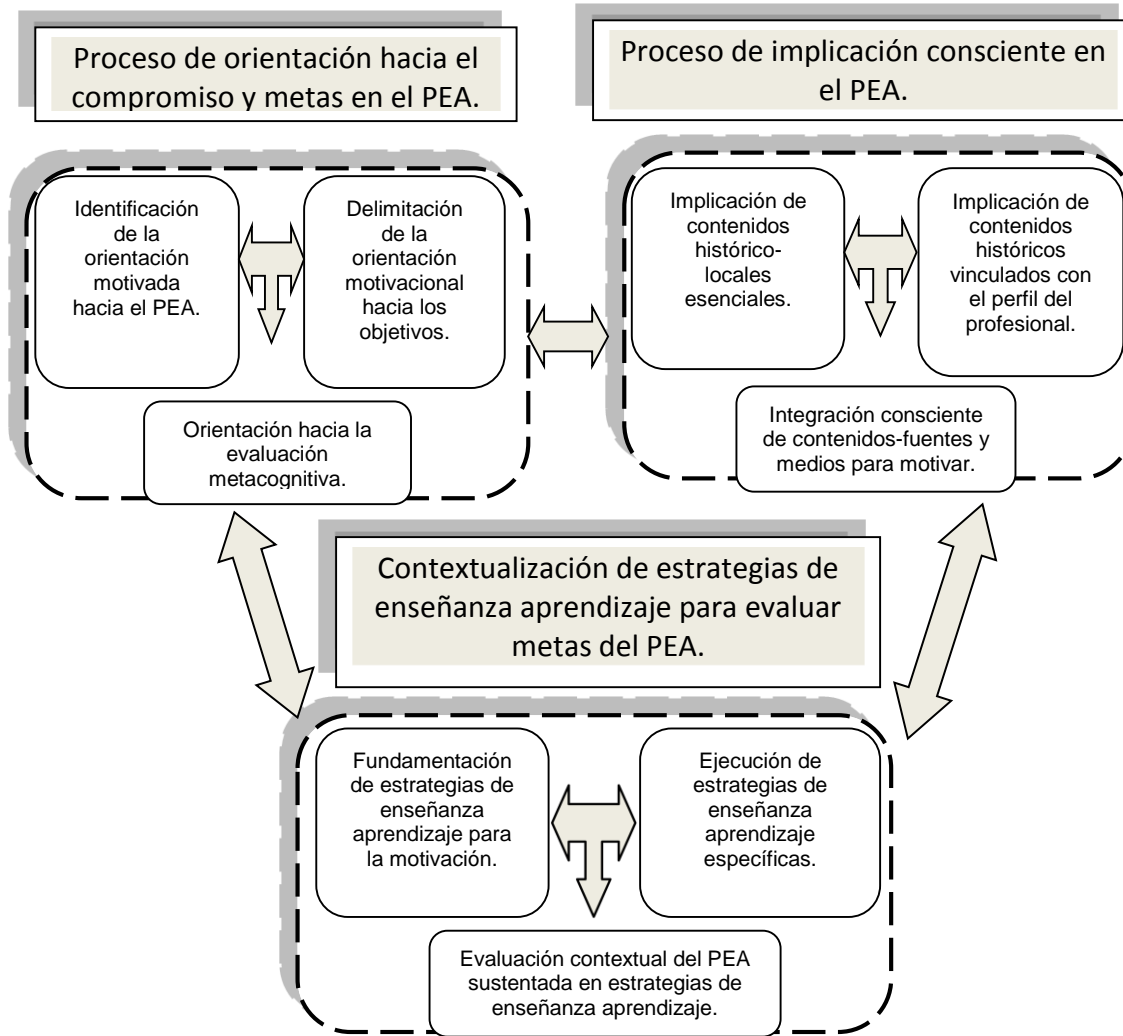 Proceso de orientación hacia el
compromiso y metas en el PEA.
Proceso de implicación consciente en
el PEA.
Identificación
de la
orientación
motivada
hacia el PEA.
Delimitación
de la
orientación
motivacional
hacia los
objetivos.
Orientación hacia la
evaluación
metacognitiva.
Implicación de
contenidos
histórico-
locales
esenciales.
Implicación de
contenidos
históricos
vinculados con
el perfil del
profesional.
Integración consciente
de contenidos-fuentes y
medios para motivar.
Contextualización de estrategias de
enseñanza aprendizaje para evaluar
metas del PEA.
Fundamentación
de estrategias de
enseñanza
aprendizaje para
la motivación.
Ejecución de
estrategias de
enseñanza
aprendizaje
específicas.
Evaluación contextual del PEA
sustentada en estrategias de
enseñanza aprendizaje.